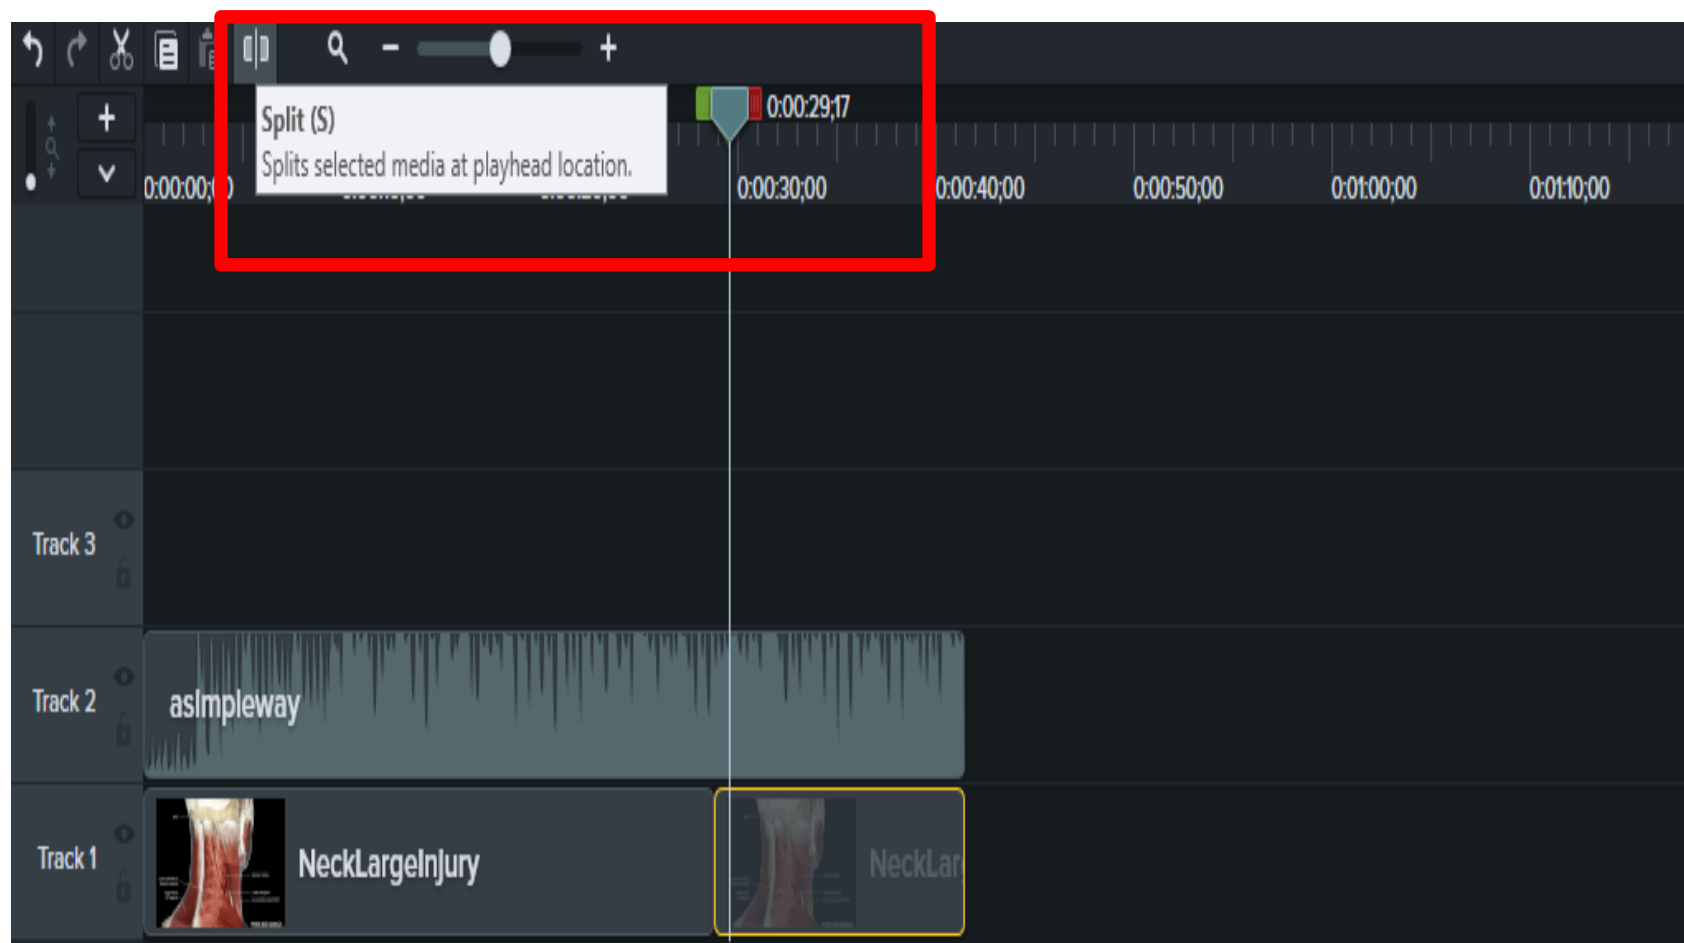 Split (S)
Splits selected media at playhead location.
0:00:29;17
0:00:00;00
0:00:30;00
0:00:40;00
0:00:50;00
0:01:00;00
0:01:10;00
Track 3
Track 2
asImpleway
Track 1
NeckLargeInJury
NeckLar